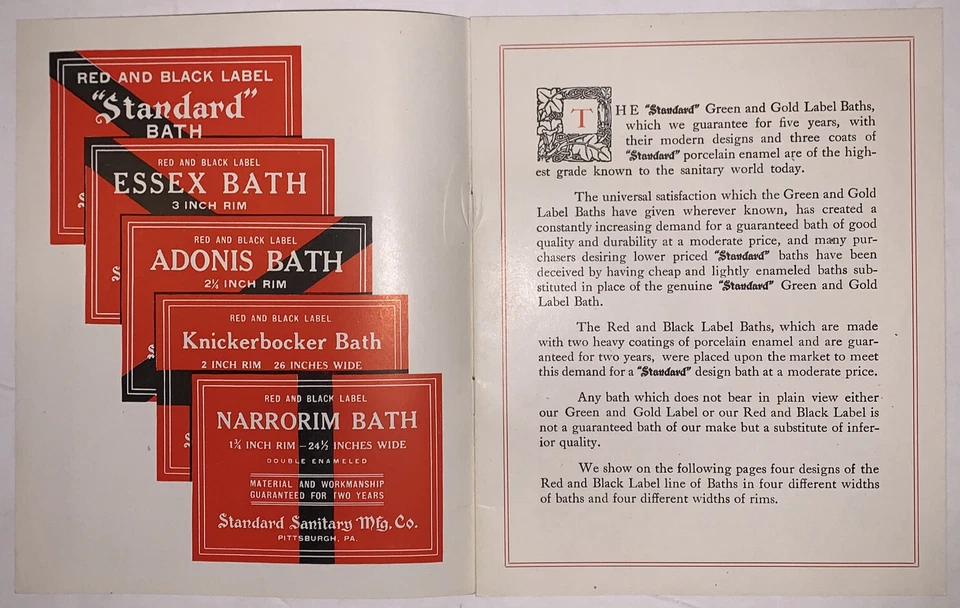 RED AND BLACK LABEL
"Standard"
BATH
RED AND BLACK LABEL
ESSEX BATH
3 INCH RIM
RED AND BLACK LABEL
ADONIS BATH
2½ INCH RIM
RED AND BLACK LABEL
Knickerbocker Bath
2 INCH RIM 26 INCHES WIDE
RED AND BLACK LABEL
NARRORIM BATH
1¾ INCH RIM – 24½ INCHES WIDE
DOUBLE ENAMELED
MATERIAL AND WORKMANSHIP
GUARANTEED FOR TWO YEARS
Standard Sanitary Mfg. Co.
PITTSBURGH, PA.
THE "Standard" Green and Gold Label Baths,
which we guarantee for five years, with
their modern designs and three coats of
"Standard" porcelain enamel are of the high-
est grade known to the sanitary world today.
The universal satisfaction which the Green and Gold
Label Baths have given wherever known, has created a
constantly increasing demand for a guaranteed bath of good
quality and durability at a moderate price, and many pur-
chasers desiring lower priced "Standard" baths have been
deceived by having cheap and lightly enameled baths sub-
stituted in place of the genuine "Standard" Green and Gold
Label Bath.
The Red and Black Label Baths, which are made
with two heavy coatings of porcelain enamel and are guar-
anteed for two years, were placed upon the market to meet
this demand for a "Standard" design bath at a moderate price.
Any bath which does not bear in plain view either
our Green and Gold Label or our Red and Black Label is
not a guaranteed bath of our make but a substitute of infer-
ior quality.
We show on the following pages four designs of the
Red and Black Label line of Baths in four different widths
of baths and four different widths of rims.